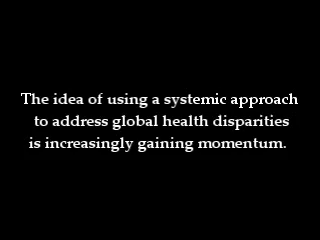 The idea of using a systemic approach
to address global health disparities
is increasingly gaining momentum.